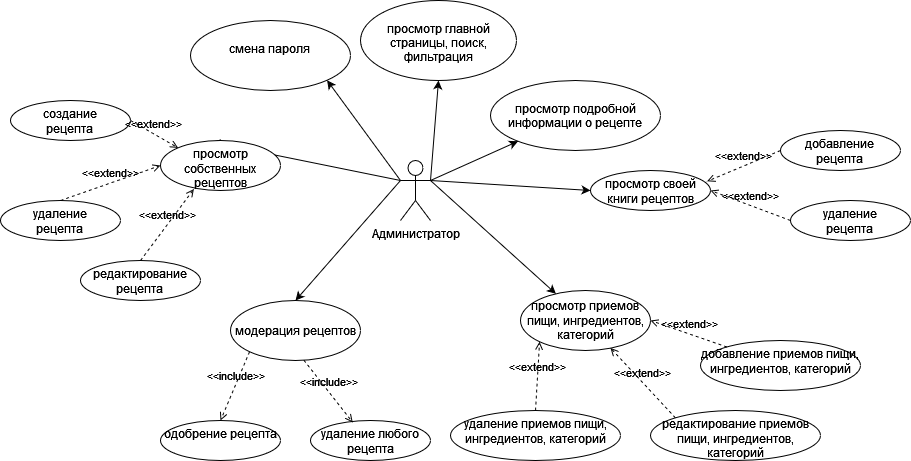 просмотр главной
страницы, поиск,
фильтрация
смена пароля
просмотр подробной
информации о рецепте
создание
рецепта
<<extend>>
просмотр
собственных
рецептов
<<extend>>
удаление
рецепта
<<extend>>
редактирование
рецепта
Администратор
добавление
рецепта
<<extend>>
просмотр своей
книги рецептов
<<extend>>
удаление
рецепта
модерация рецептов
<<include>>
<<include>>
одобрение рецепта
удаление любого
рецепта
просмотр приемов
пищи, ингредиентов,
категорий
<<extend>>
добавление приемов пищи,
ингредиентов, категорий
<<extend>>
<<extend>>
удаление приемов пищи,
ингредиентов, категорий
редактирование приемов
пищи, ингредиентов,
категорий